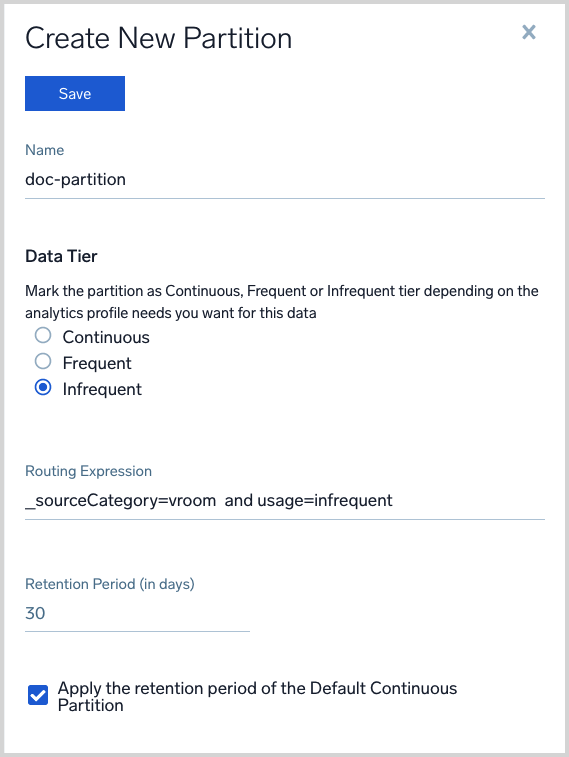 Create New Partition
Save
Name
doc-partition
Data Tier
Mark the partition as Continuous, Frequent or Infrequent tier depending on the
analytics profile needs you want for this data
Continuous
Frequent
Infrequent
Routing Expression
_sourceCategory=vroom  and usage=infrequent
Retention Period (in days)
30
Apply the retention period of the Default Continuous
Partition